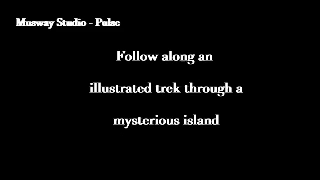 Musway Studio - Pulse
Follow along an
illustrated trek through a
mysterious island